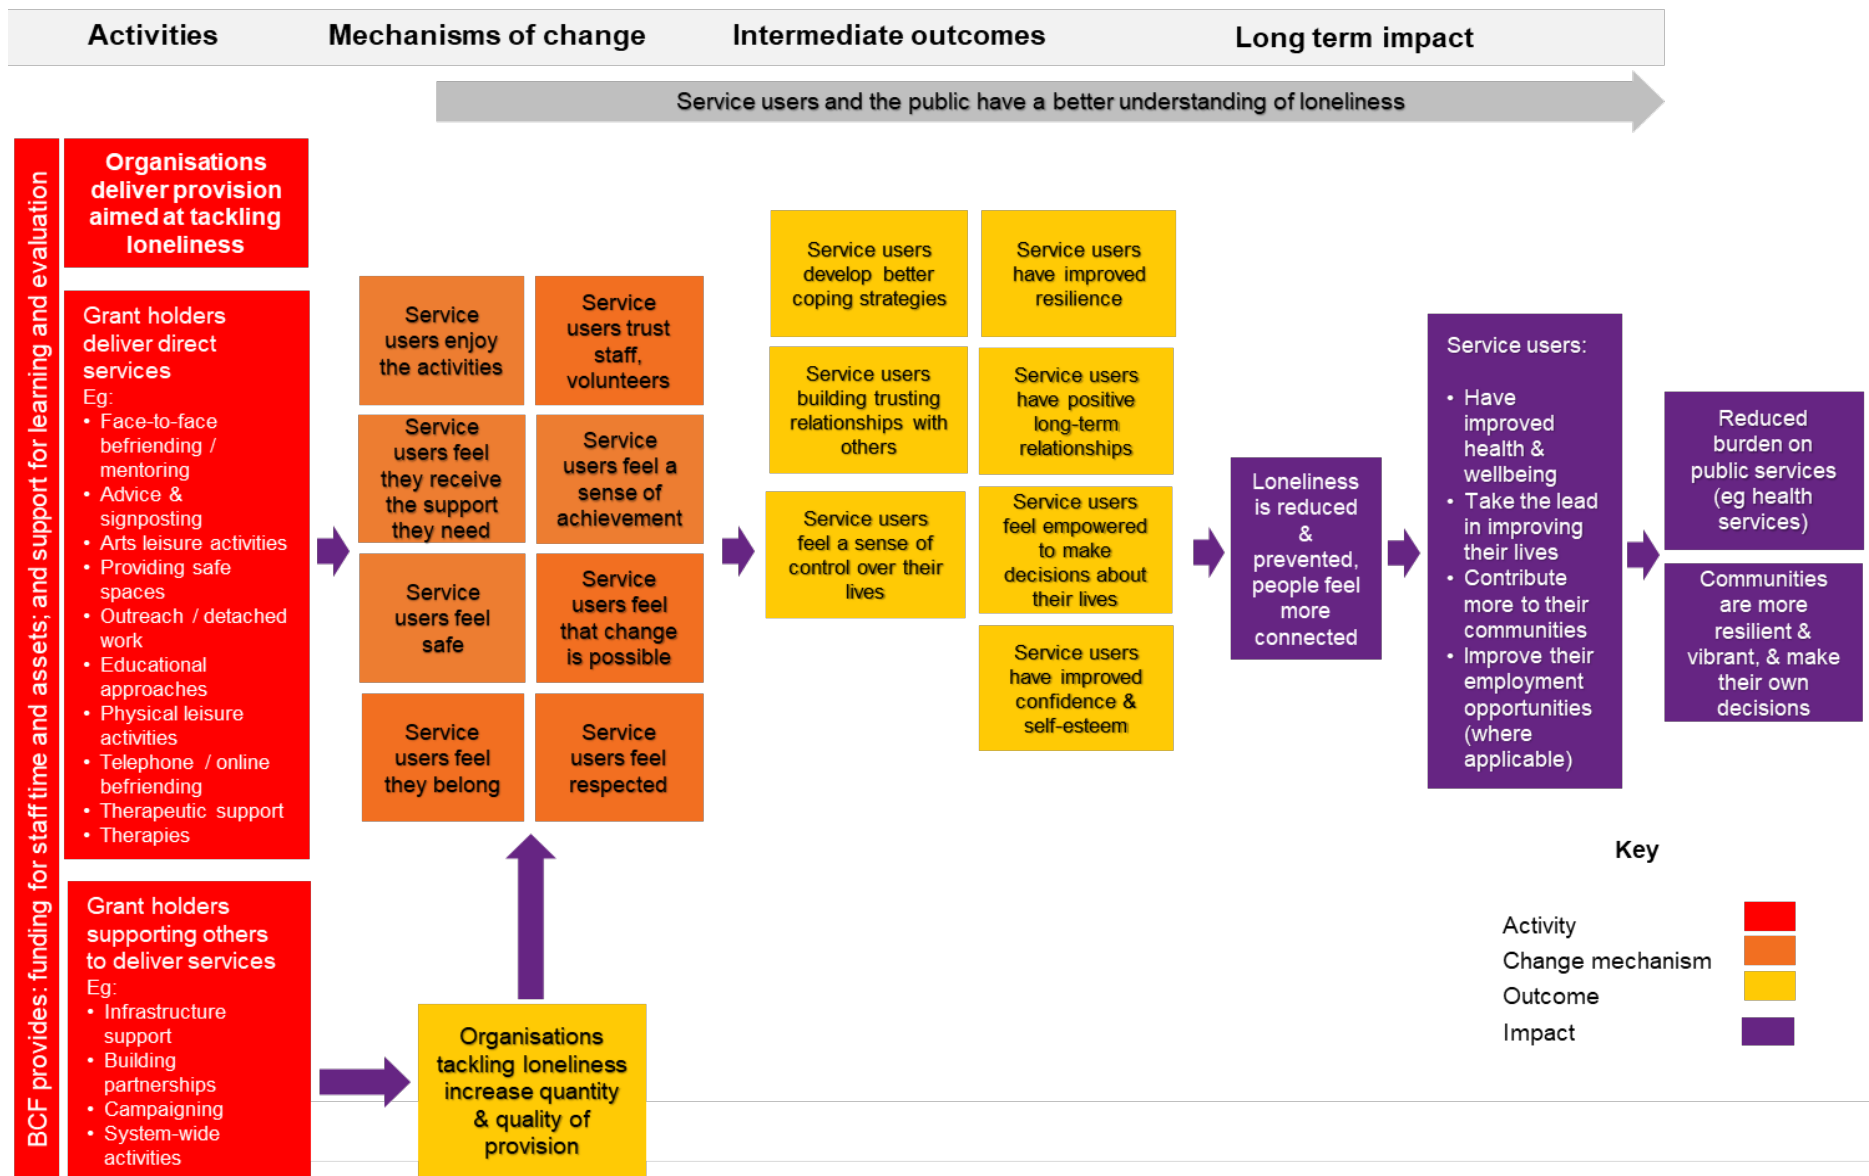 Activities
Mechanisms of change
Intermediate outcomes
Long term impact
Service users and the public have a better understanding of loneliness
BCF provides: funding for staff time and assets; and support for learning and evaluation
Organisations
deliver provision
aimed at tackling
loneliness
Grant holders
deliver direct
services
Eg:
• Face-to-face
befriending /
mentoring
• Advice &
signposting
• Arts leisure activities
• Providing safe
spaces
• Outreach / detached
work
• Educational
approaches
• Physical leisure
activities
• Telephone / online
befriending
• Therapeutic support
• Therapies
Grant holders
supporting others
to deliver services
Eg:
• Infrastructure
support
• Building
partnerships
• Campaigning
• System-wide
activities
Service
users enjoy
the activities
Service
users trust
staff,
volunteers
Service
users feel
they receive
the support
they need
Service
users feel a
sense of
achievement
Service
users feel
safe
Service
users feel
that change
is possible
Service
users feel
they belong
Service
users feel
respected
Organisations
tackling loneliness
increase quantity
& quality of
provision
Service users
develop better
coping strategies
Service users
have improved
resilience
Service users
building trusting
relationships with
others
Service users
have positive
long-term
relationships
Service users
feel a sense of
control over their
lives
Service users
feel empowered
to make
decisions about
their lives
Service users
have improved
confidence &
self-esteem
Loneliness
is reduced
&
prevented,
people feel
more
connected
Service users:
• Have
improved
health &
wellbeing
• Take the lead
in improving
their lives
• Contribute
more to their
communities
• Improve their
employment
opportunities
(where
applicable)
Reduced
burden on
public services
(eg health
services)
Communities
are more
resilient &
vibrant, & make
their own
decisions
Key
Activity
Change mechanism
Outcome
Impact